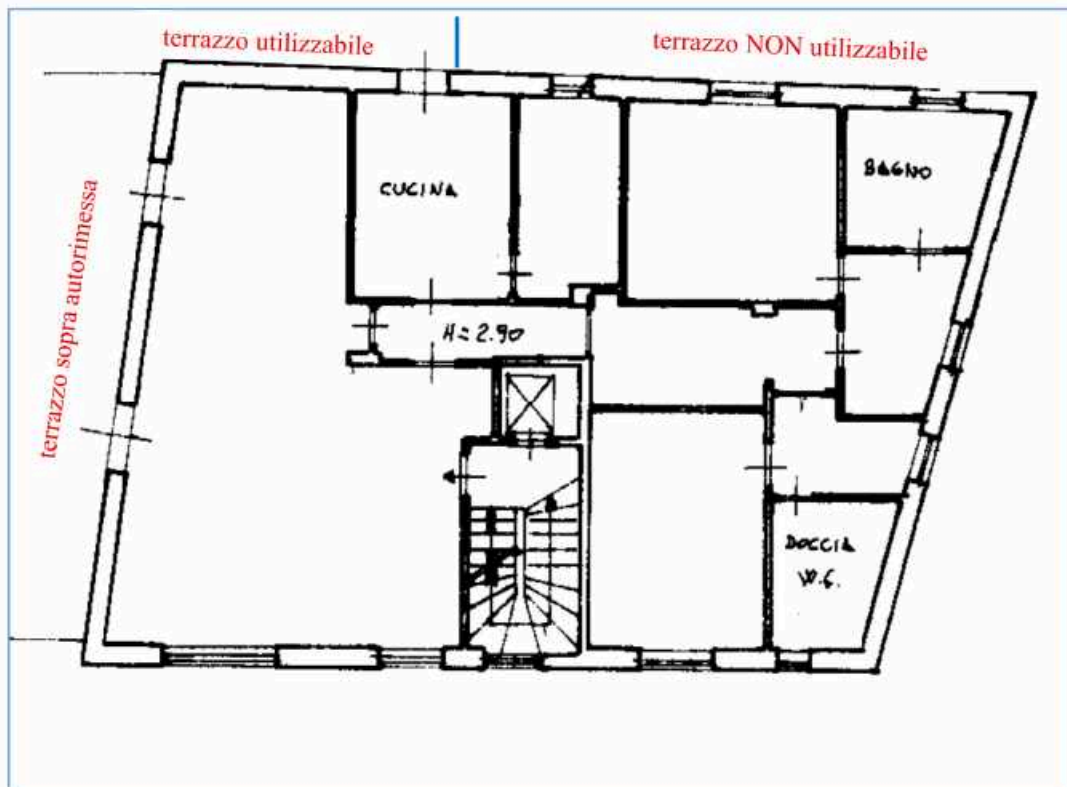 terrazzo utilizzabile
terrazzo NON utilizzabile
CUCINA
BAGNO
terrazzo sopra autorimessa
H=2.90
DOCCIA
W.C.